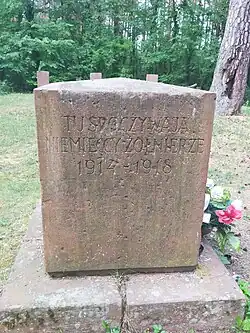 TU SPOCZYWAJĄ
NIEMIECCY ŻOŁNIERZE
1914-1918